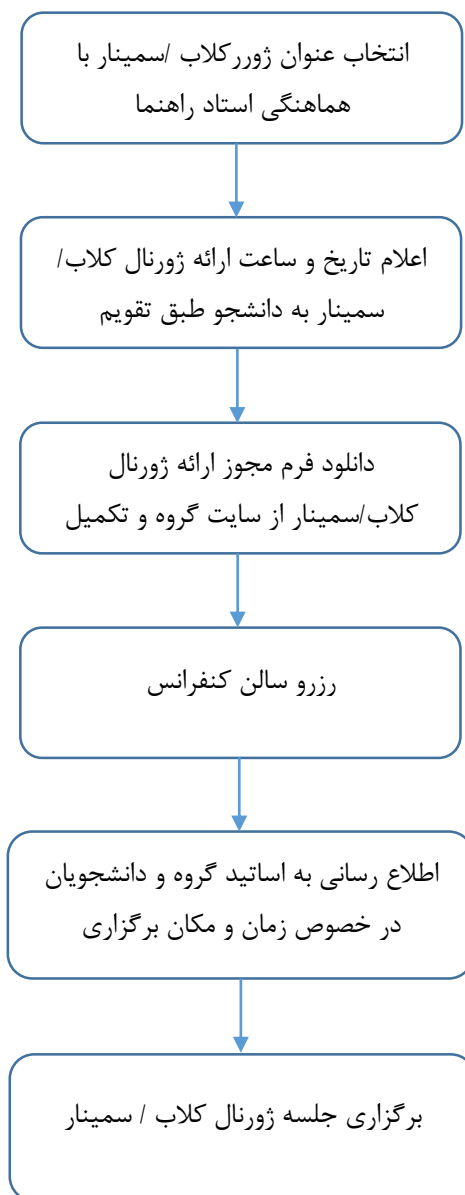 انتخاب عنوان ژوررکلاب /سمینار با
هماهنگی استاد راهنما
اعلام تاریخ و ساعت ارائه ژورنال کلاب/
سمینار به دانشجو طبق تقویم
دانلود فرم مجوز ارائه ژورنال
کلاب/سمینار از سایت گروه و تکمیل
رزرو سالن کنفرانس
اطلاع رسانی به اساتید گروه و دانشجویان
در خصوص زمان و مکان برگزاری
برگزاری جلسه ژورنال کلاب / سمینار